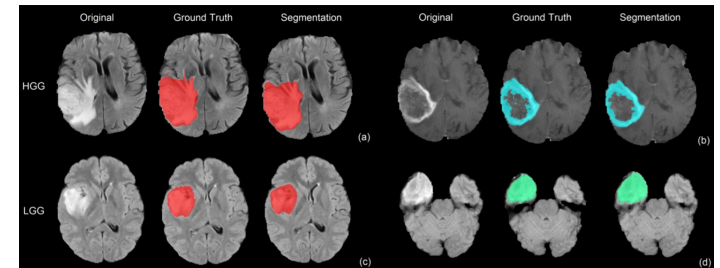 Original Ground Truth Segmentation Original Ground Truth Segmentation
HGG
(a) (b)
LGG
(c) (d)